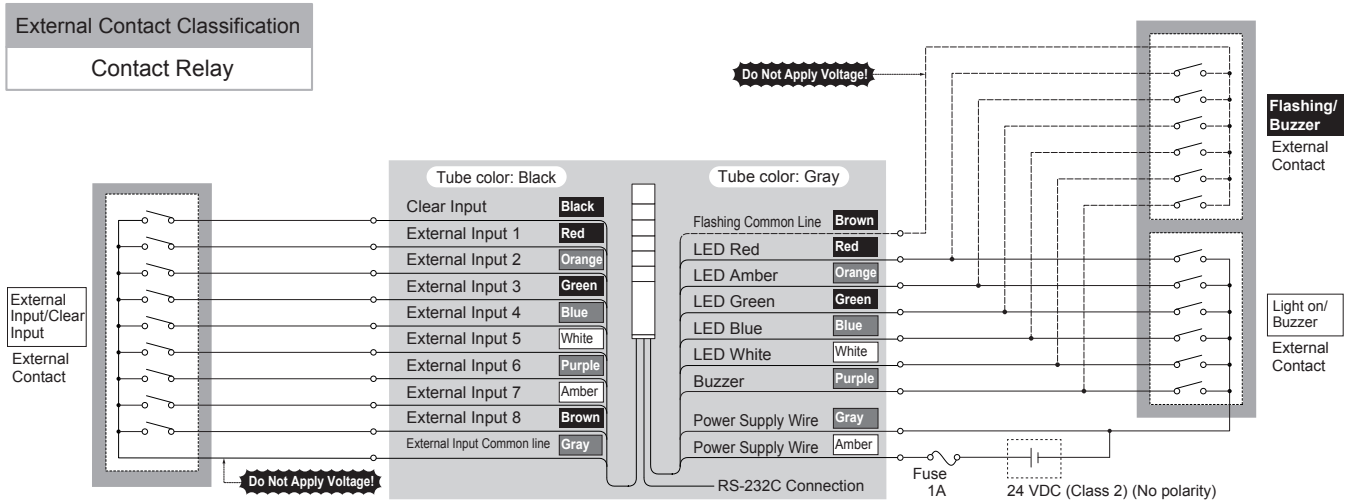 External Contact Classification
Contact Relay
Do Not Apply Voltage!
Flashing/
Buzzer
External
Contact
Tube color: Black
Tube color: Gray
Clear Input Black
External Input 1 Red
External Input 2 Orange
External Input 3 Green
External Input 4 Blue
External Input 5 White
External Input 6 Purple
External Input 7 Amber
External Input 8 Brown
External Input Common line Gray
Flashing Common Line Brown
LED Red Red
LED Amber Orange
LED Green Green
LED Blue Blue
LED White White
Buzzer Purple
Power Supply Wire Gray
Power Supply Wire Amber
RS-232C Connection
External
Input/Clear
Input
External
Contact
Light on/
Buzzer
External
Contact
Do Not Apply Voltage!
Fuse
1A
24 VDC (Class 2) (No polarity)